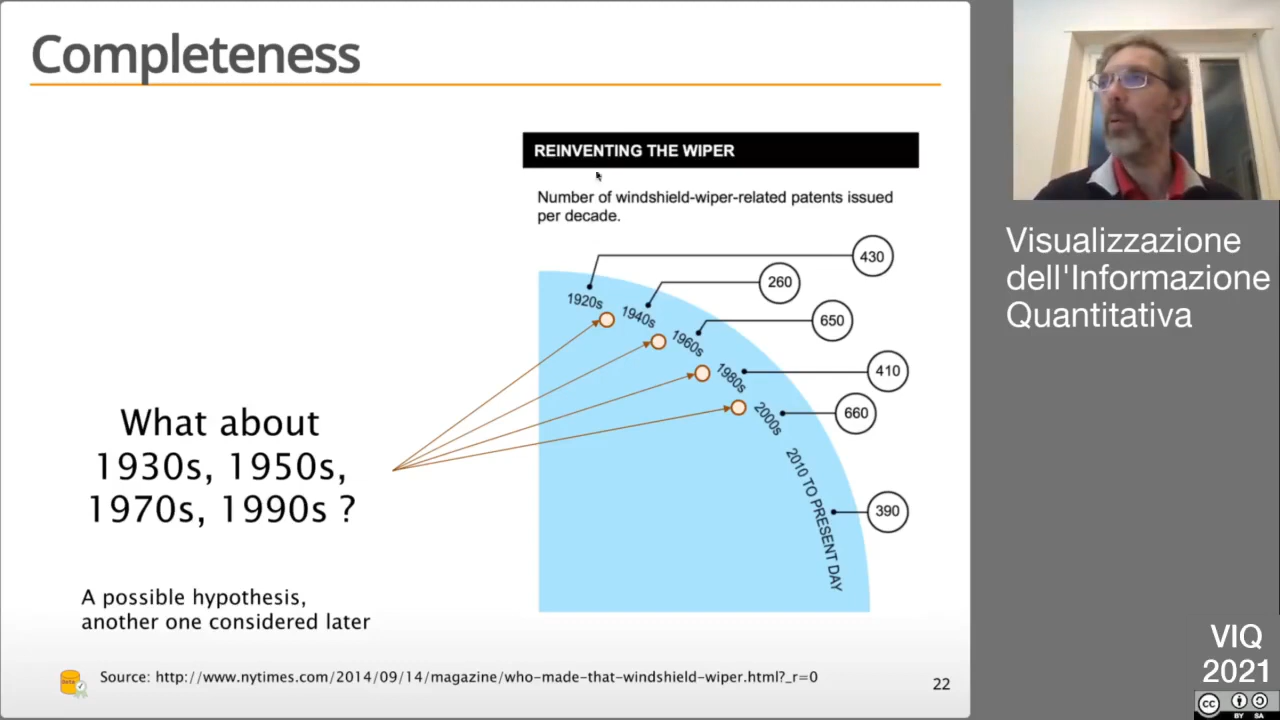 Completeness
REINVENTING THE WIPER
Number of windshield-wiper-related patents issued
per decade.
430
1920s
260
1940s
650
1960s
410
1980s
660
2000s
390
2010 TO PRESENT DAY
What about
1930s, 1950s,
1970s, 1990s ?
A possible hypothesis,
another one considered later
Source: http://www.nytimes.com/2014/09/14/magazine/who-made-that-windshield-wiper.html?_r=0
22
Visualizzazione
dell'Informazione
Quantitativa
VIQ
2021
cc
BY SA